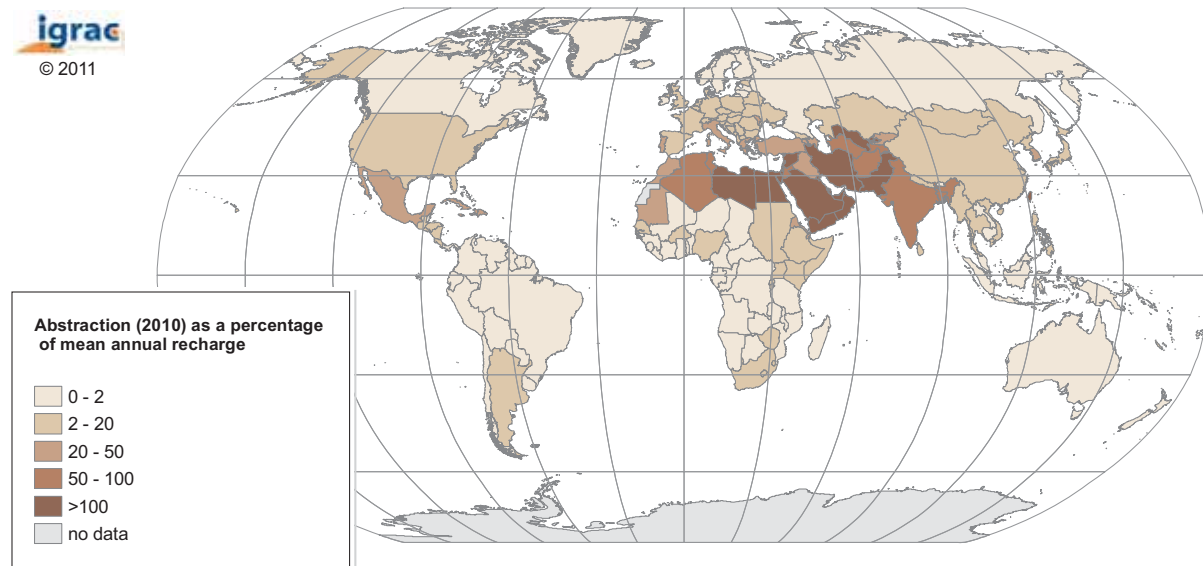 igrac
© 2011
Abstraction (2010) as a percentage
of mean annual recharge
0 - 2
2 - 20
20 - 50
50 - 100
>100
no data